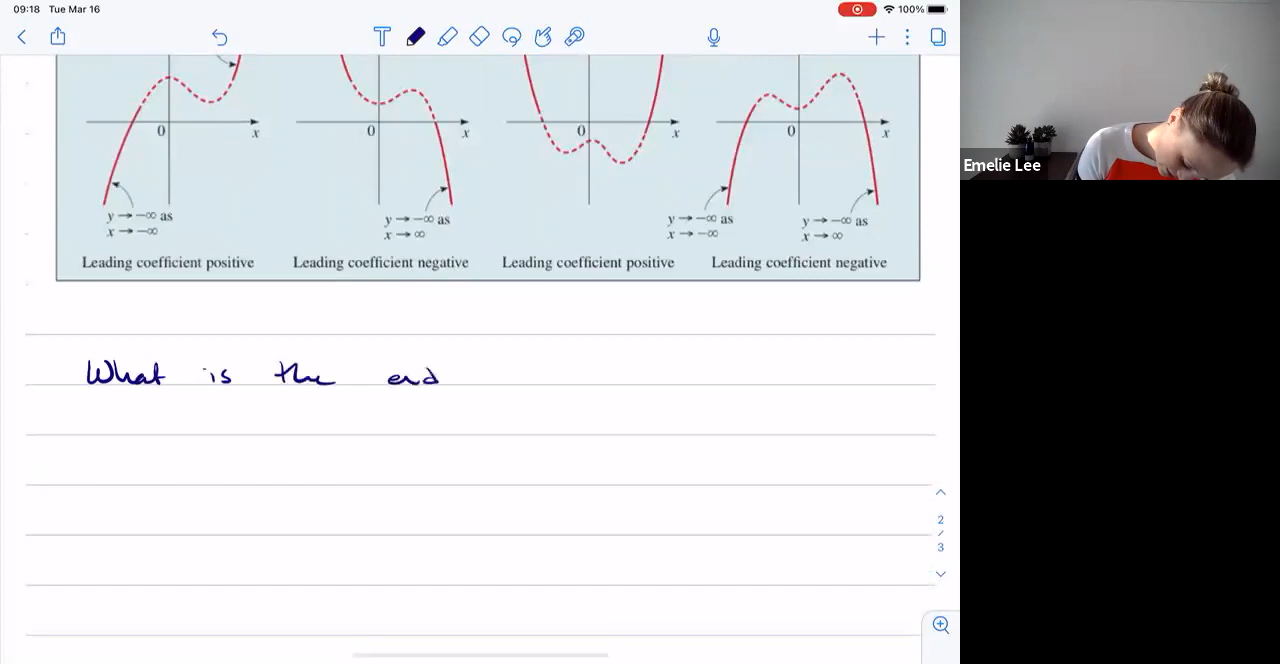 09:18 Tue Mar 16 100%
T
0 x 0 x 0 x 0 x
y → −∞ as
x → −∞
y → −∞ as
x → ∞
y → −∞ as
x → −∞
y → −∞ as
x → ∞
Leading coefficient positive Leading coefficient negative Leading coefficient positive Leading coefficient negative
What is the end
2
/
3
Emelie Lee